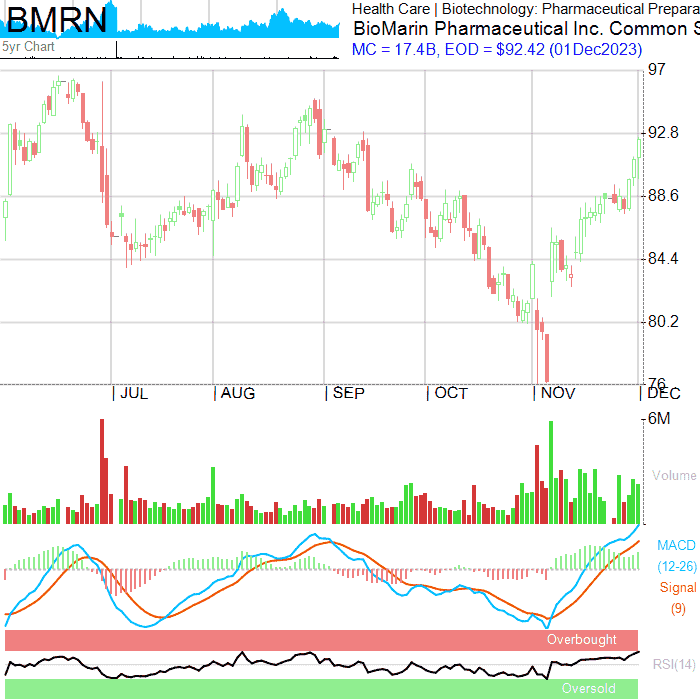 BMRN
5yr Chart
Health Care | Biotechnology: Pharmaceutical Prepara
BioMarin Pharmaceutical Inc. Common S
MC = 17.4B, EOD = $92.42 (01Dec2023)
97
92.8
88.6
84.4
80.2
76
JUL
AUG
SEP
OCT
NOV
DEC
6M
Volume
MACD
(12-26)
Signal
(9)
Overbought
RSI(14)
Oversold